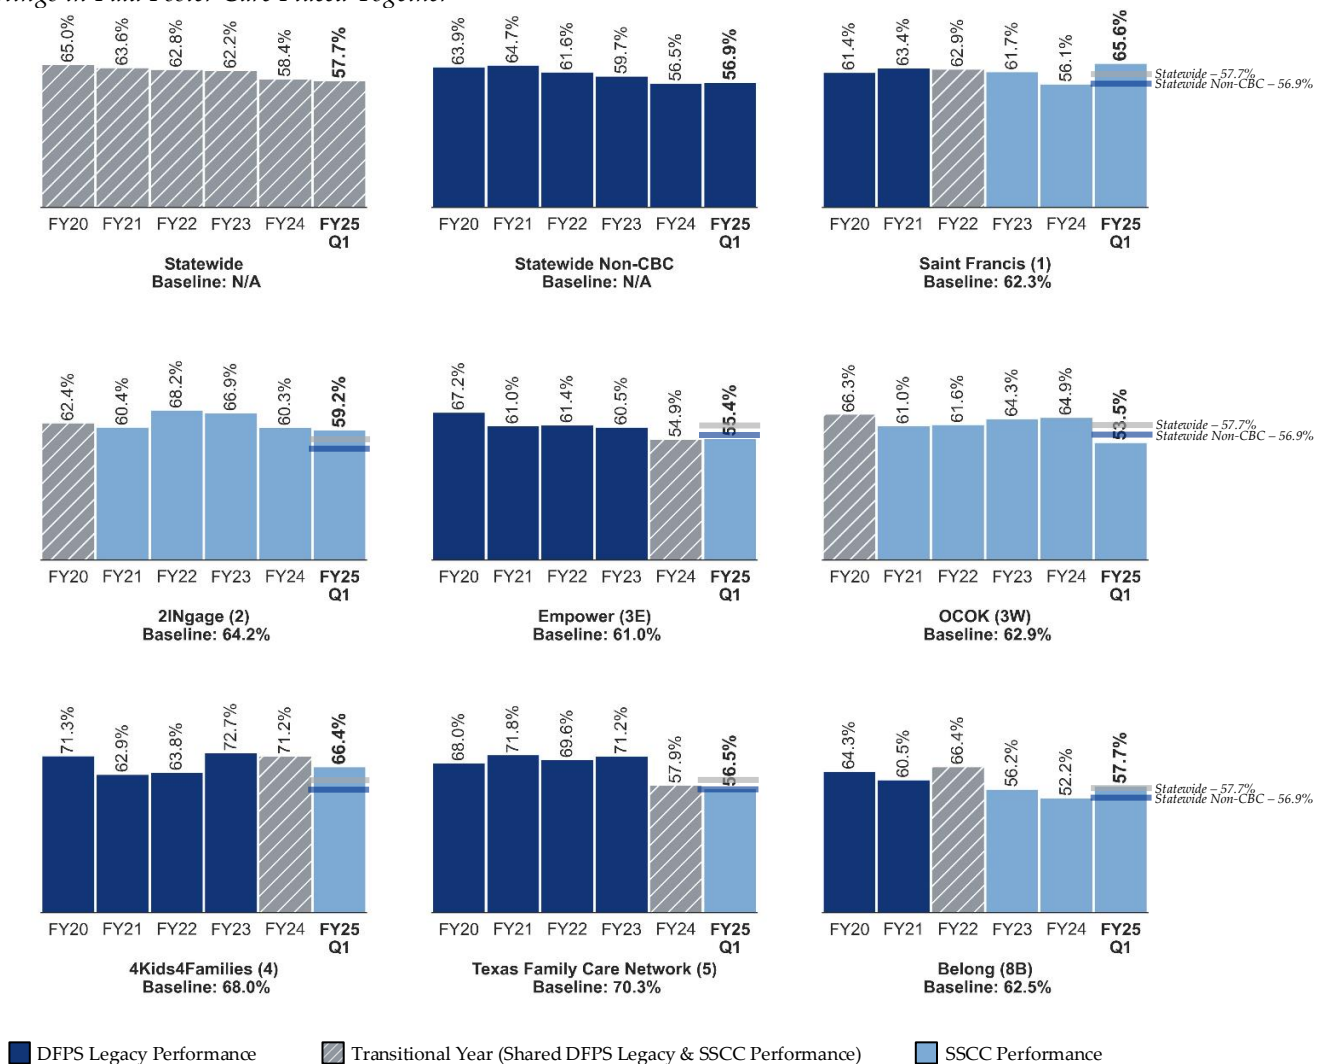 in Paid Foster Care Placed Together
65.0% 63.6% 62.8% 62.2% 58.4% 57.7%
FY20 FY21 FY22 FY23 FY24 FY25 Q1
Statewide
Baseline: N/A
63.9% 64.7% 61.6% 59.7% 56.5% 56.9%
FY20 FY21 FY22 FY23 FY24 FY25 Q1
Statewide Non-CBC
Baseline: N/A
61.4% 63.4% 62.9% 61.7% 56.1% 65.6%
Statewide – 57.7%
Statewide Non-CBC – 56.9%
FY20 FY21 FY22 FY23 FY24 FY25 Q1
Saint Francis (1)
Baseline: 62.3%
62.4% 60.4% 68.2% 66.9% 60.3% 59.2%
FY20 FY21 FY22 FY23 FY24 FY25 Q1
2INgage (2)
Baseline: 64.2%
67.2% 61.0% 61.4% 60.5% 54.9% 55.4%
FY20 FY21 FY22 FY23 FY24 FY25 Q1
Empower (3E)
Baseline: 61.0%
66.3% 61.0% 61.6% 64.3% 64.9% 53.5%
Statewide – 57.7%
Statewide Non-CBC – 56.9%
FY20 FY21 FY22 FY23 FY24 FY25 Q1
OCOK (3W)
Baseline: 62.9%
71.3% 62.9% 63.8% 72.7% 71.2% 66.4%
FY20 FY21 FY22 FY23 FY24 FY25 Q1
4Kids4Families (4)
Baseline: 68.0%
68.0% 71.8% 69.6% 71.2% 57.9% 56.5%
FY20 FY21 FY22 FY23 FY24 FY25 Q1
Texas Family Care Network (5)
Baseline: 70.3%
64.3% 60.5% 66.4% 56.2% 52.2% 57.7%
Statewide – 57.7%
Statewide Non-CBC – 56.9%
FY20 FY21 FY22 FY23 FY24 FY25 Q1
Belong (8B)
Baseline: 62.5%
DFPS Legacy Performance
Transitional Year (Shared DFPS Legacy & SSCC Performance)
SSCC Performance